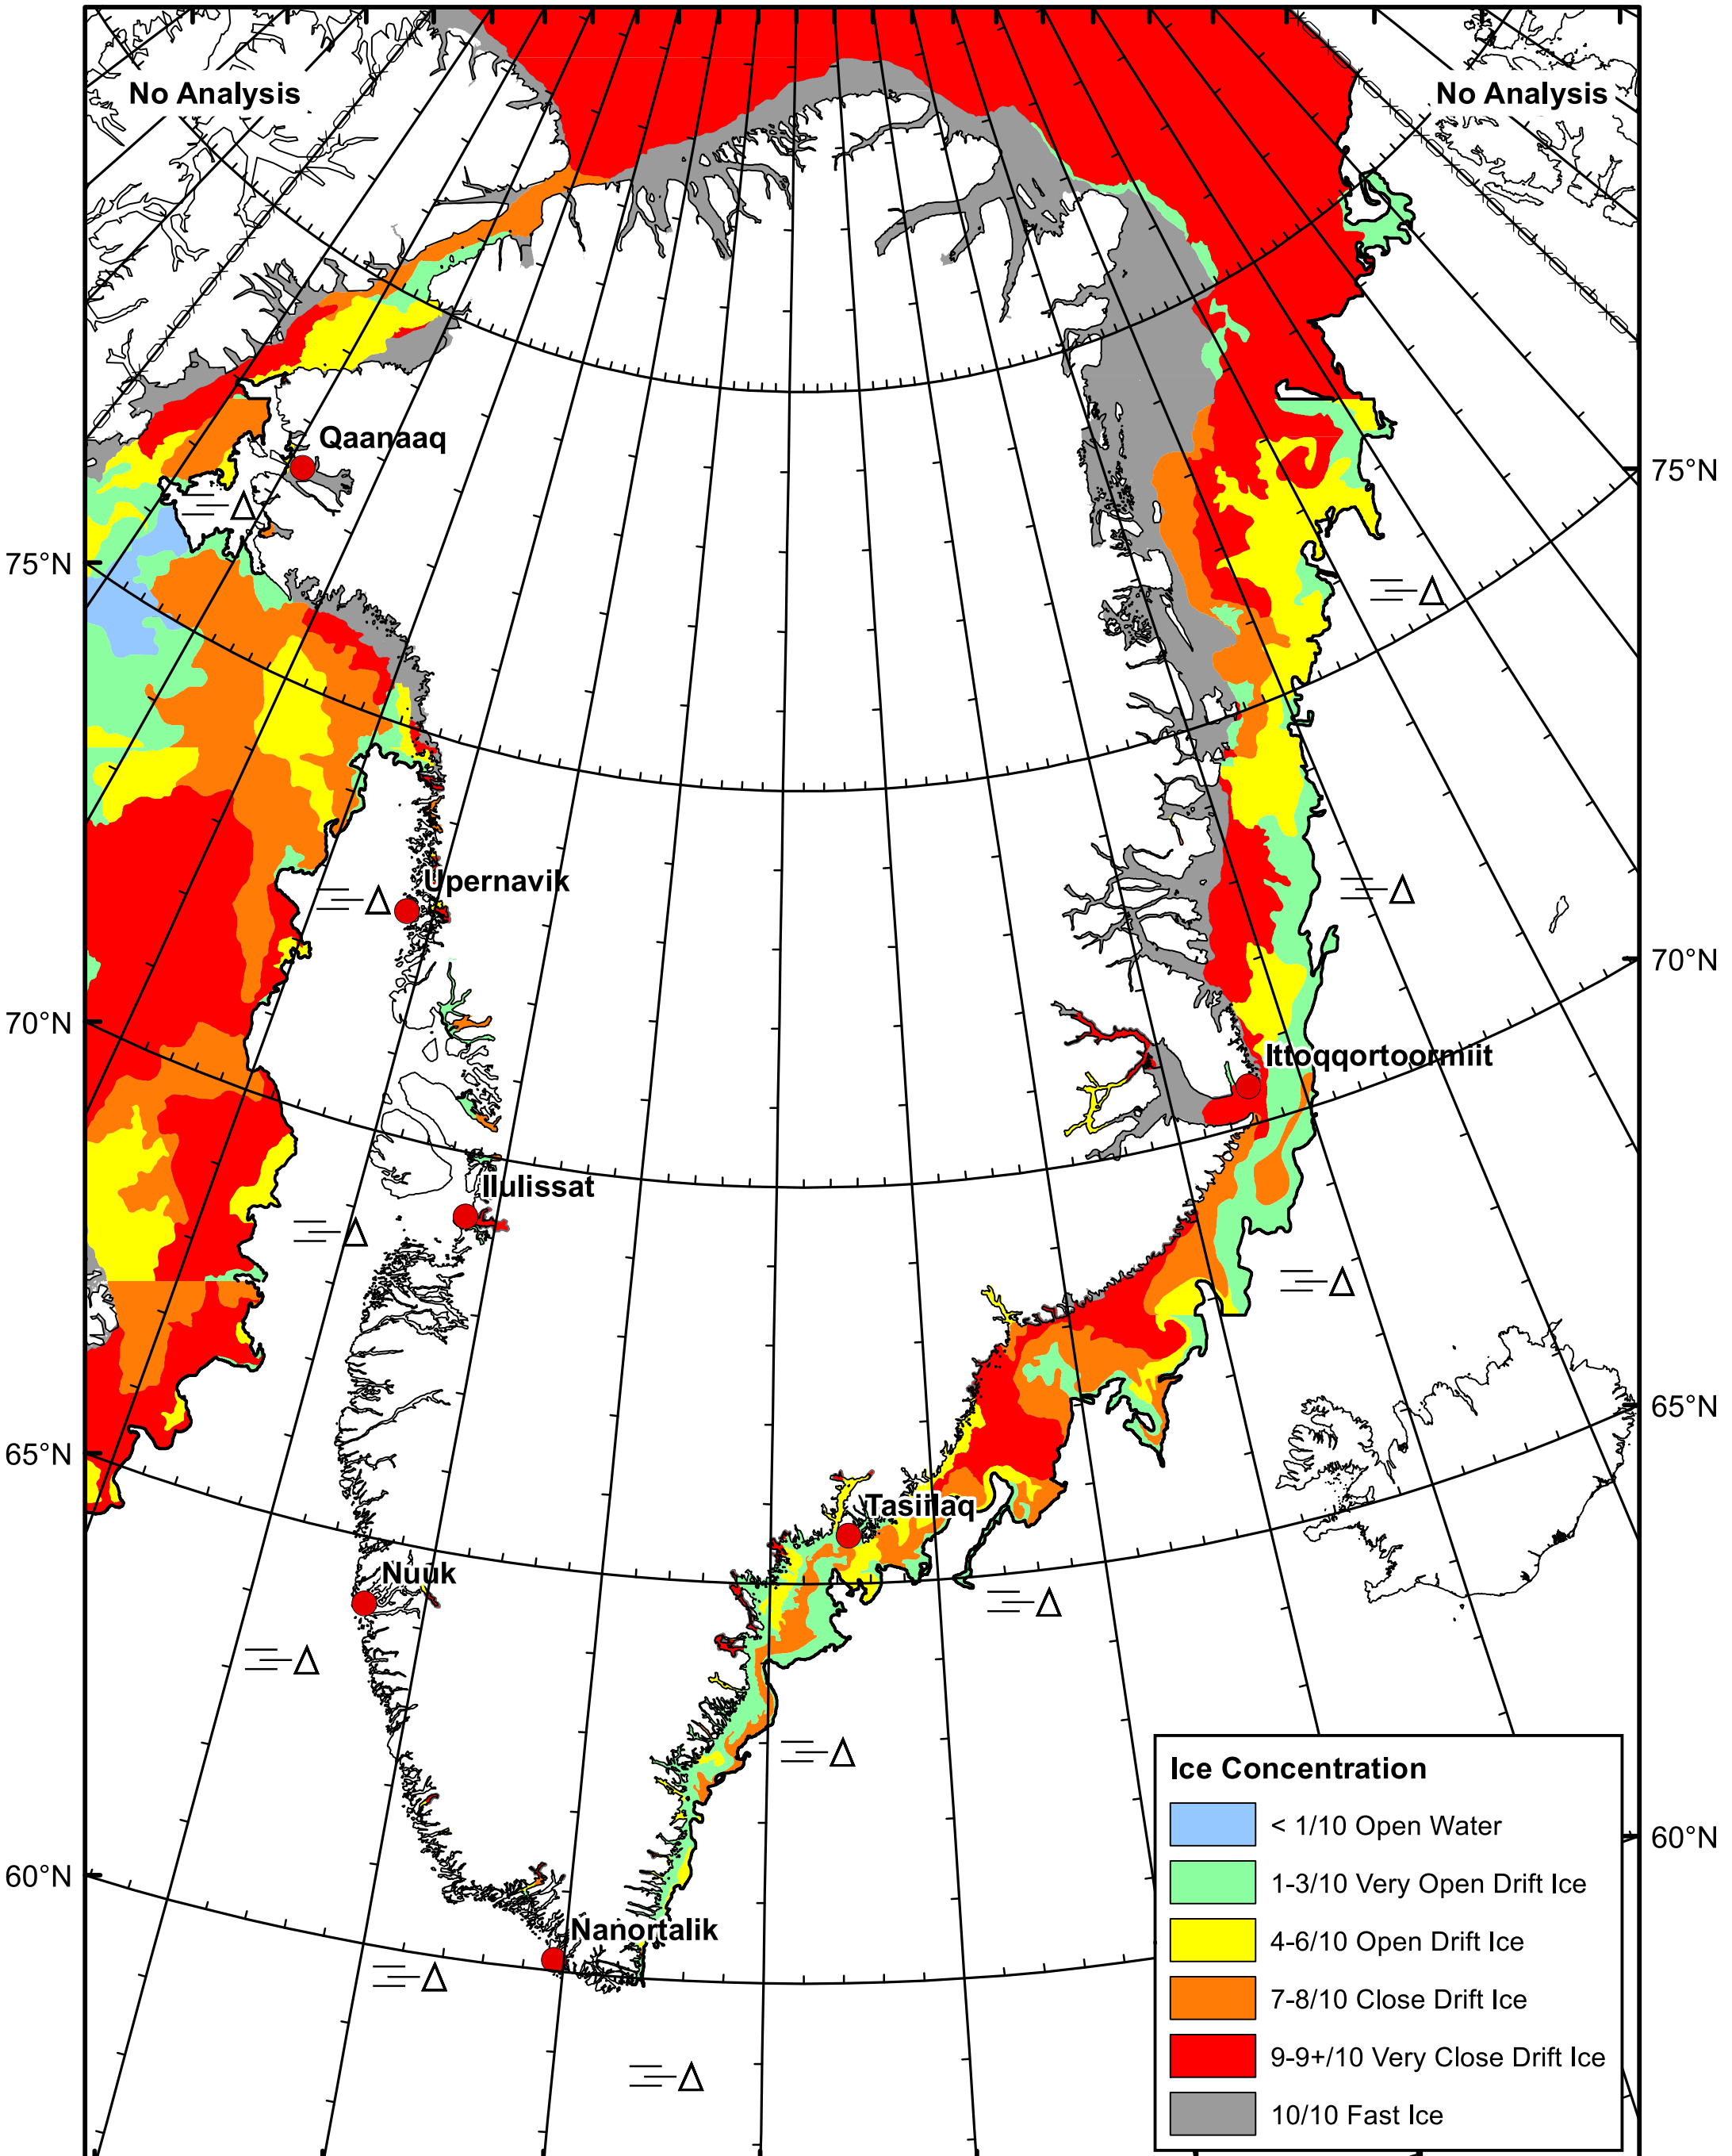 No Analysis
No Analysis
Qaanaaq
75°N
75°N
Upernavik
70°N
70°N
Ittoqqortoormiit
Ilulissat
65°N
65°N
Tasiilaq
Nuuk
Ice Concentration
< 1/10 Open Water
60°N
60°N
1-3/10 Very Open Drift Ice
Nanortalik
4-6/10 Open Drift Ice
7-8/10 Close Drift Ice
9-9+/10 Very Close Drift Ice
10/10 Fast Ice